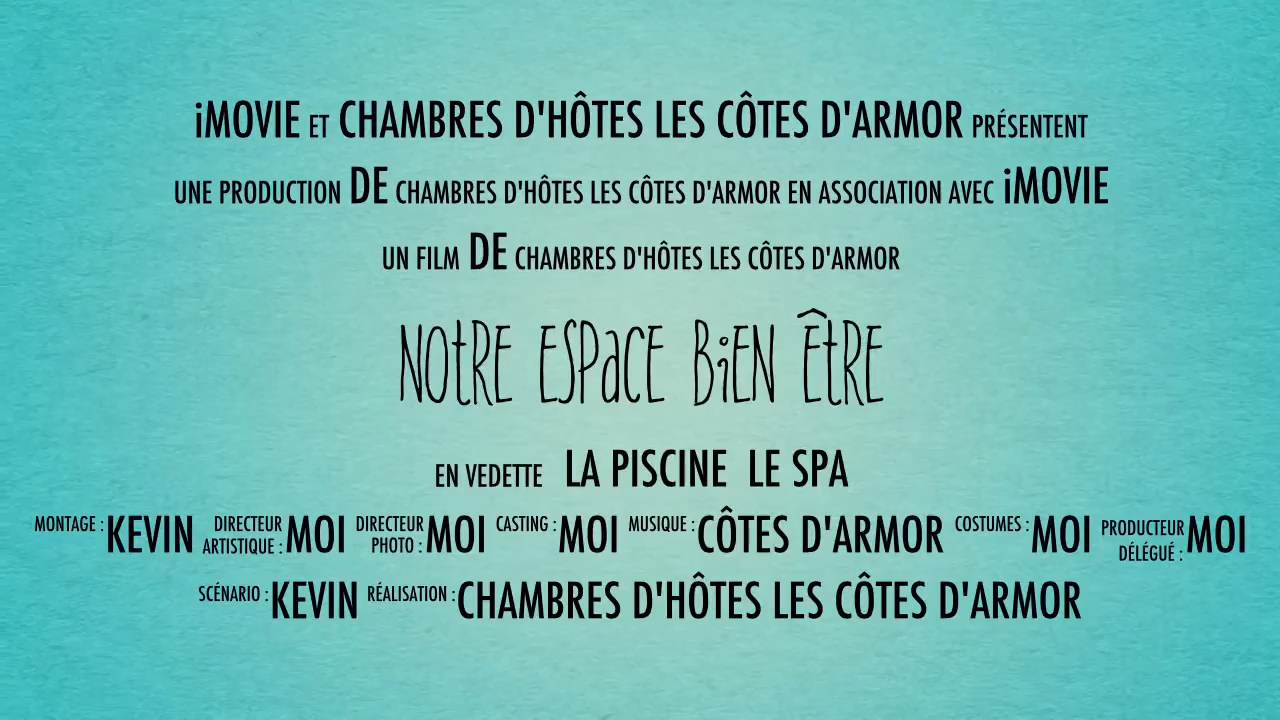 iMOVIE ET CHAMBRES D'HÔTES LES CÔTES D'ARMOR PRÉSENTENT
UNE PRODUCTION DE CHAMBRES D'HÔTES LES CÔTES D'ARMOR EN ASSOCIATION AVEC iMOVIE
UN FILM DE CHAMBRES D'HÔTES LES CÔTES D'ARMOR
NOtRE ESPaCE BiEN ÊtRE
EN VEDETTE LA PISCINE LE SPA
MONTAGE : KEVIN DIRECTEUR ARTISTIQUE : MOI DIRECTEUR PHOTO : MOI CASTING : MOI MUSIQUE : CÔTES D'ARMOR COSTUMES : MOI PRODUCTEUR DÉLÉGUÉ : MOI
SCÉNARIO : KEVIN RÉALISATION : CHAMBRES D'HÔTES LES CÔTES D'ARMOR